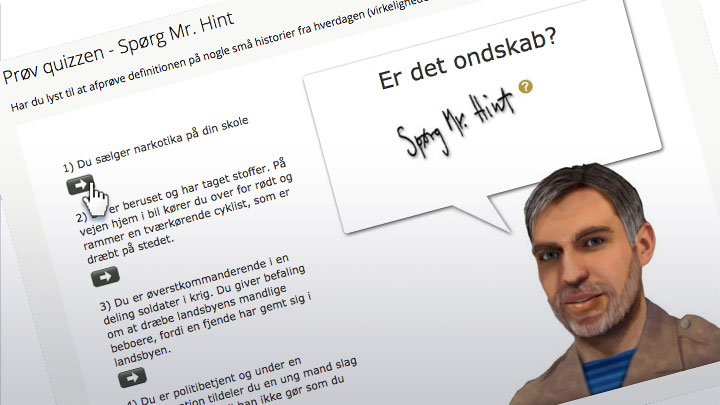 Prøv quizzen - Spørg Mr. Hint
Har du lyst til at afprøve definitionen på nogle små historier fra hverdagen
Er det ondskab?
Spørg Mr. Hint ?
1) Du sælger narkotika på din skole
2) er beruset og har taget stoffer. På
vejen hjem i bil kører du over for rødt og
rammer en tværkørende cyklist, som er
dræbt på stedet.
3) Du er øverstkommanderende i en
deling soldater i krig. Du giver befaling
om at dræbe landsbyens mandlige
beboere, fordi en fjende har gemt sig i
landsbyen.
Du er politibetjent og under en
tildeler du en ung mand slag
han ikke gør som du